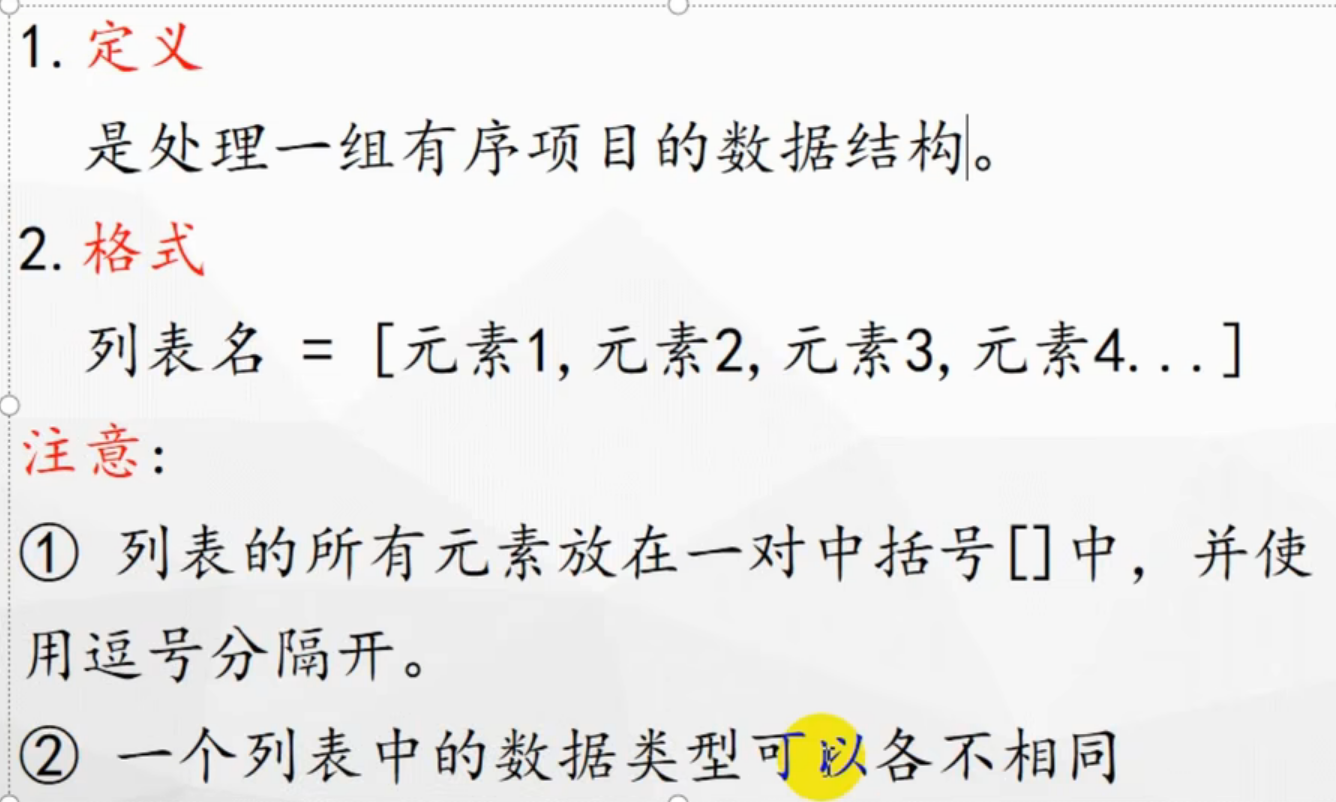 1. 定义
是处理一组有序项目的数据结构。
2. 格式
列表名 = [元素1,元素2,元素3,元素4...]
注意:
① 列表的所有元素放在一对中括号[]中，并使
用逗号分隔开。
② 一个列表中的数据类型可以各不相同